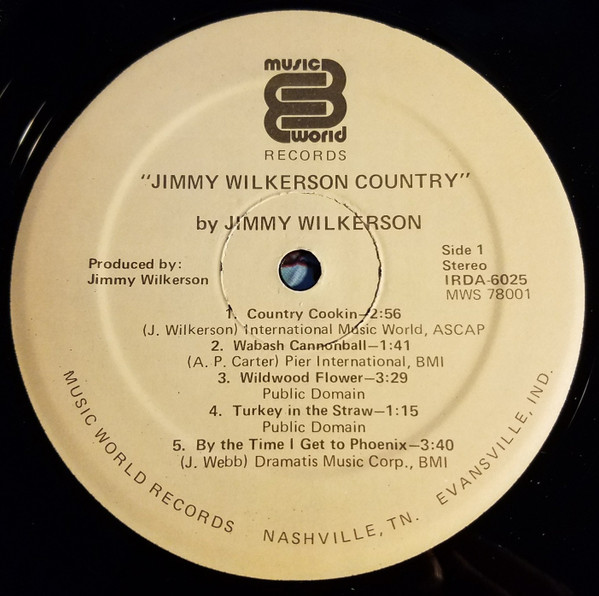 music
world
RECORDS
"JIMMY WILKERSON COUNTRY"
by JIMMY WILKERSON
Produced by:
Jimmy Wilkerson
Side 1
Stereo
IRDA-6025
MWS 78001
1. Country Cookin—2:56
(J. Wilkerson) International Music World, ASCAP
2. Wabash Cannonball—1:41
(A. P. Carter) Pier International, BMI
3. Wildwood Flower—3:29
Public Domain
4. Turkey in the Straw—1:15
Public Domain
5. By the Time I Get to Phoenix—3:40
(J. Webb) Dramatis Music Corp., BMI
MUSIC WORLD RECORDS NASHVILLE, TN. EVANSVILLE, IND.